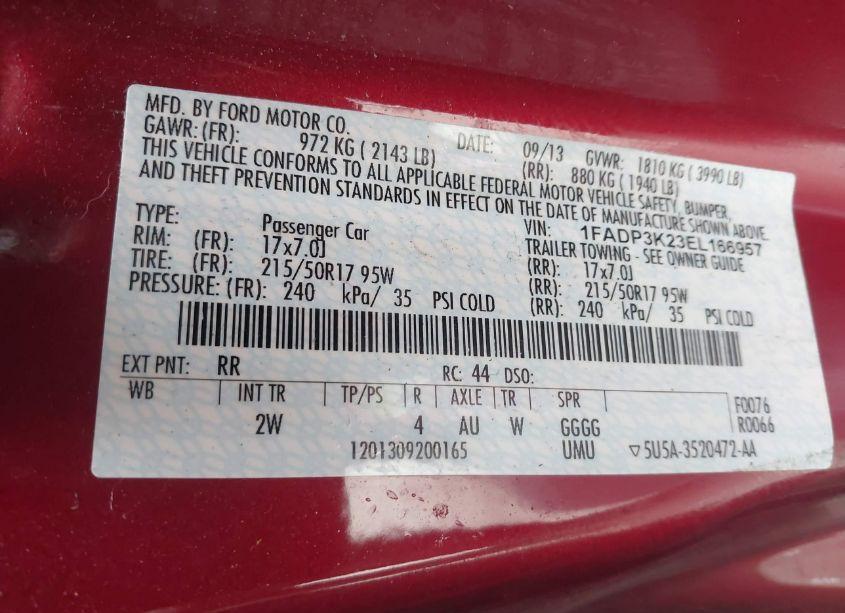 MFD. BY FORD MOTOR CO. DATE: 09/13 GVWR: 1810 KG ( 3990 LB)
GAWR: (FR): 972 KG ( 2143 LB) (RR): 880 KG ( 1940 LB)
THIS VEHICLE CONFORMS TO ALL APPLICABLE FEDERAL MOTOR VEHICLE SAFETY, BUMPER,
AND THEFT PREVENTION STANDARDS IN EFFECT ON THE DATE OF MANUFACTURE SHOWN ABOVE.
VIN: 1FADP3K23EL166957
TYPE: Passenger Car TRAILER TOWING - SEE OWNER GUIDE
RIM: (FR): 17x7.0J (RR): 17x7.0J
TIRE: (FR): 215/50R17 95W (RR): 215/50R17 95W
PRESSURE: (FR): 240 kPa/ 35 PSI COLD (RR): 240 kPa/ 35 PSI COLD
EXT PNT: RR RC: 44 DSO:
WB INT TR TP/PS R AXLE TR SPR F0076
2W 4 AU W GGGG R0066
1201309200165 UMU ▽5U5A-3520472-AA